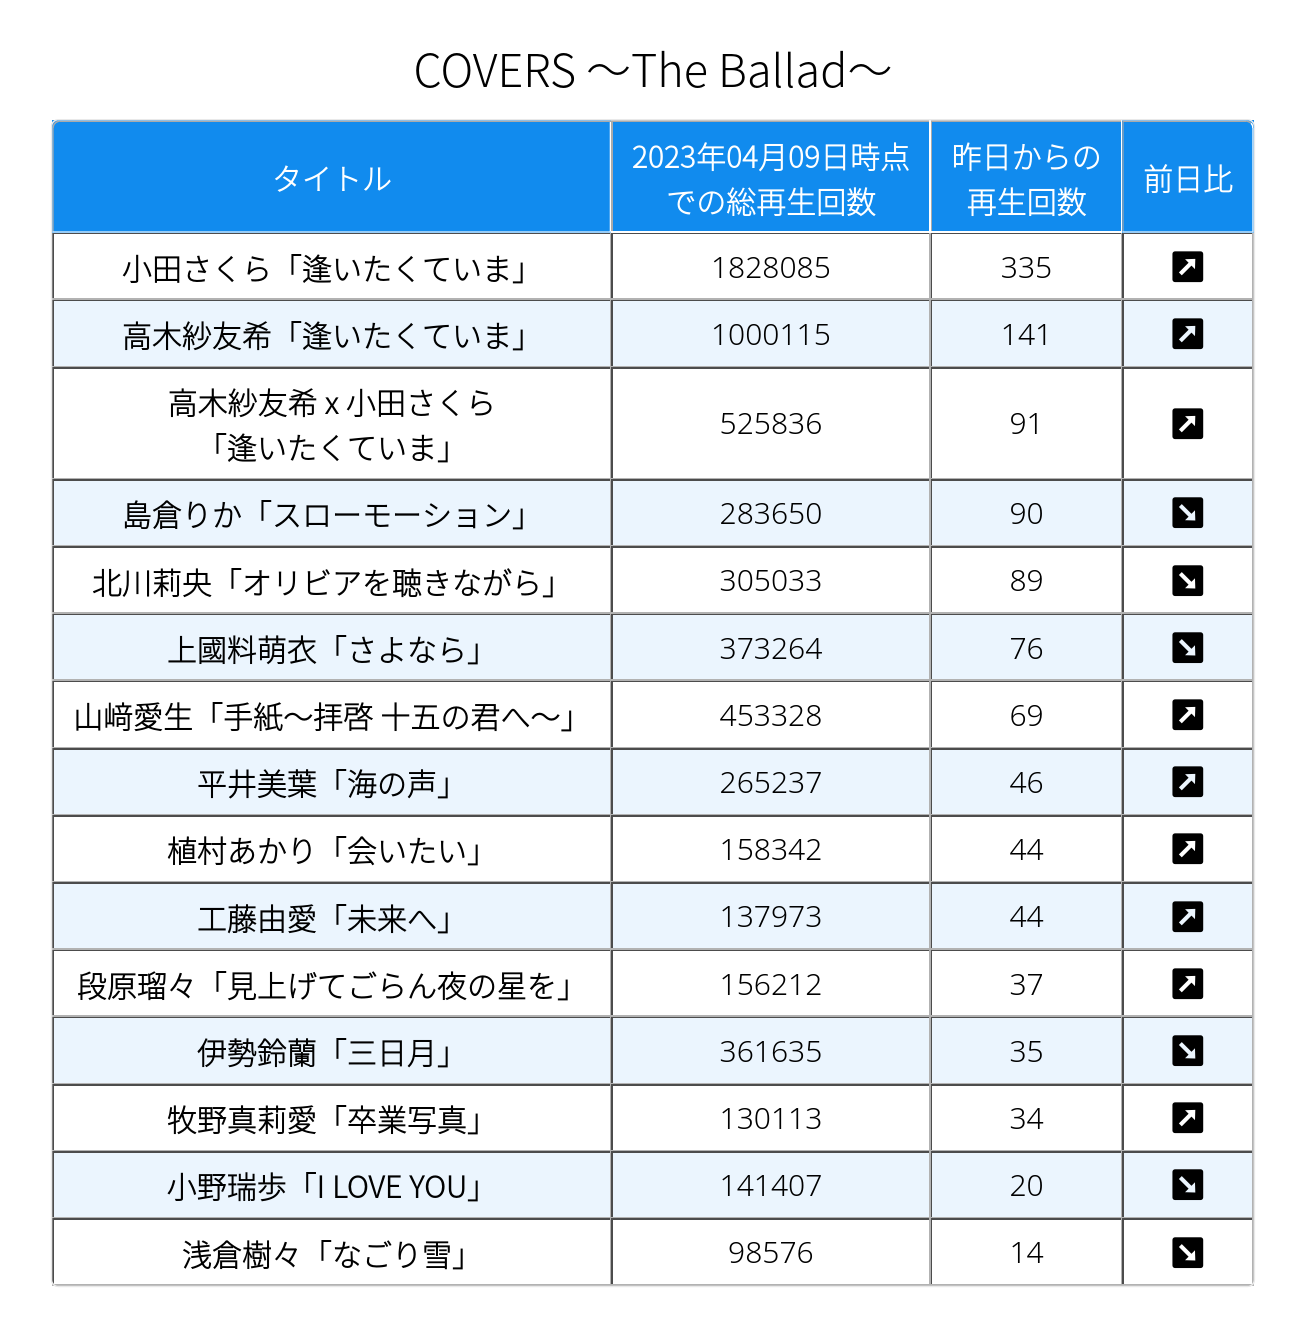 COVERS ～The Ballad～
タイトル
2023年04月09日時点
での総再生回数
昨日からの
再生回数
前日比
小田さくら「逢いたくていま」 1828085 335
高木紗友希「逢いたくていま」 1000115 141
高木紗友希 x 小田さくら
「逢いたくていま」 525836 91
島倉りか「スローモーション」 283650 90
北川莉央「オリビアを聴きながら」 305033 89
上國料萌衣「さよなら」 373264 76
山﨑愛生「手紙～拝啓 十五の君へ～」 453328 69
平井美葉「海の声」 265237 46
植村あかり「会いたい」 158342 44
工藤由愛「未来へ」 137973 44
段原瑠々「見上げてごらん夜の星を」 156212 37
伊勢鈴蘭「三日月」 361635 35
牧野真莉愛「卒業写真」 130113 34
小野瑞歩「I LOVE YOU」 141407 20
浅倉樹々「なごり雪」 98576 14